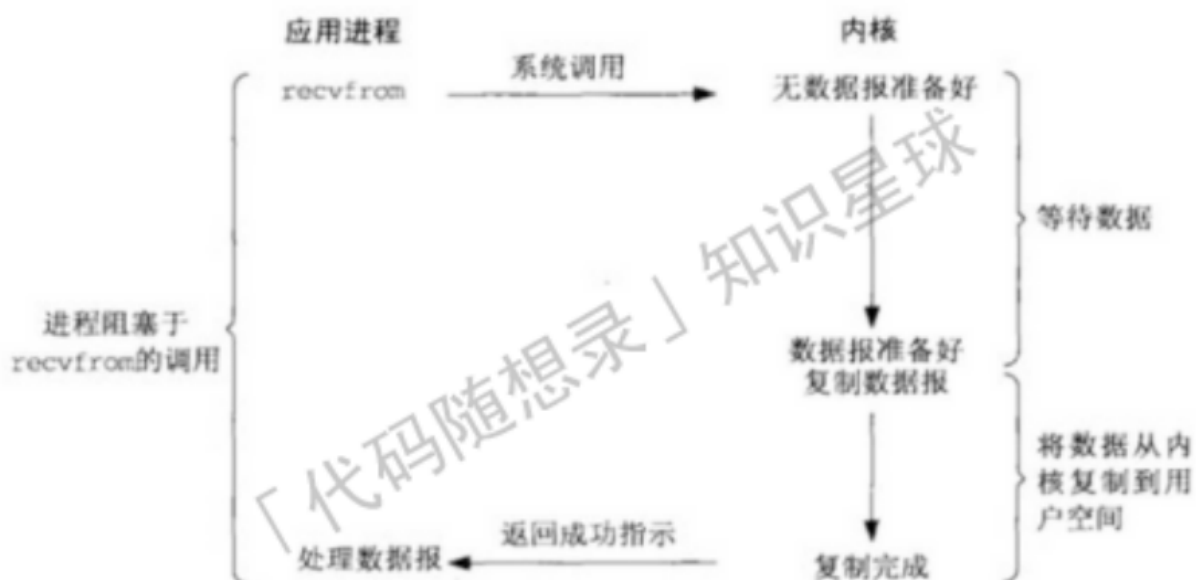 应用进程
内核
recvfrom
系统调用
无数据报准备好
等待数据
进程阻塞于
recvfrom的调用
数据报准备好
复制数据报
将数据从内
核复制到用
户空间
处理数据报
返回成功指示
复制完成
「代码随想录」知识星球